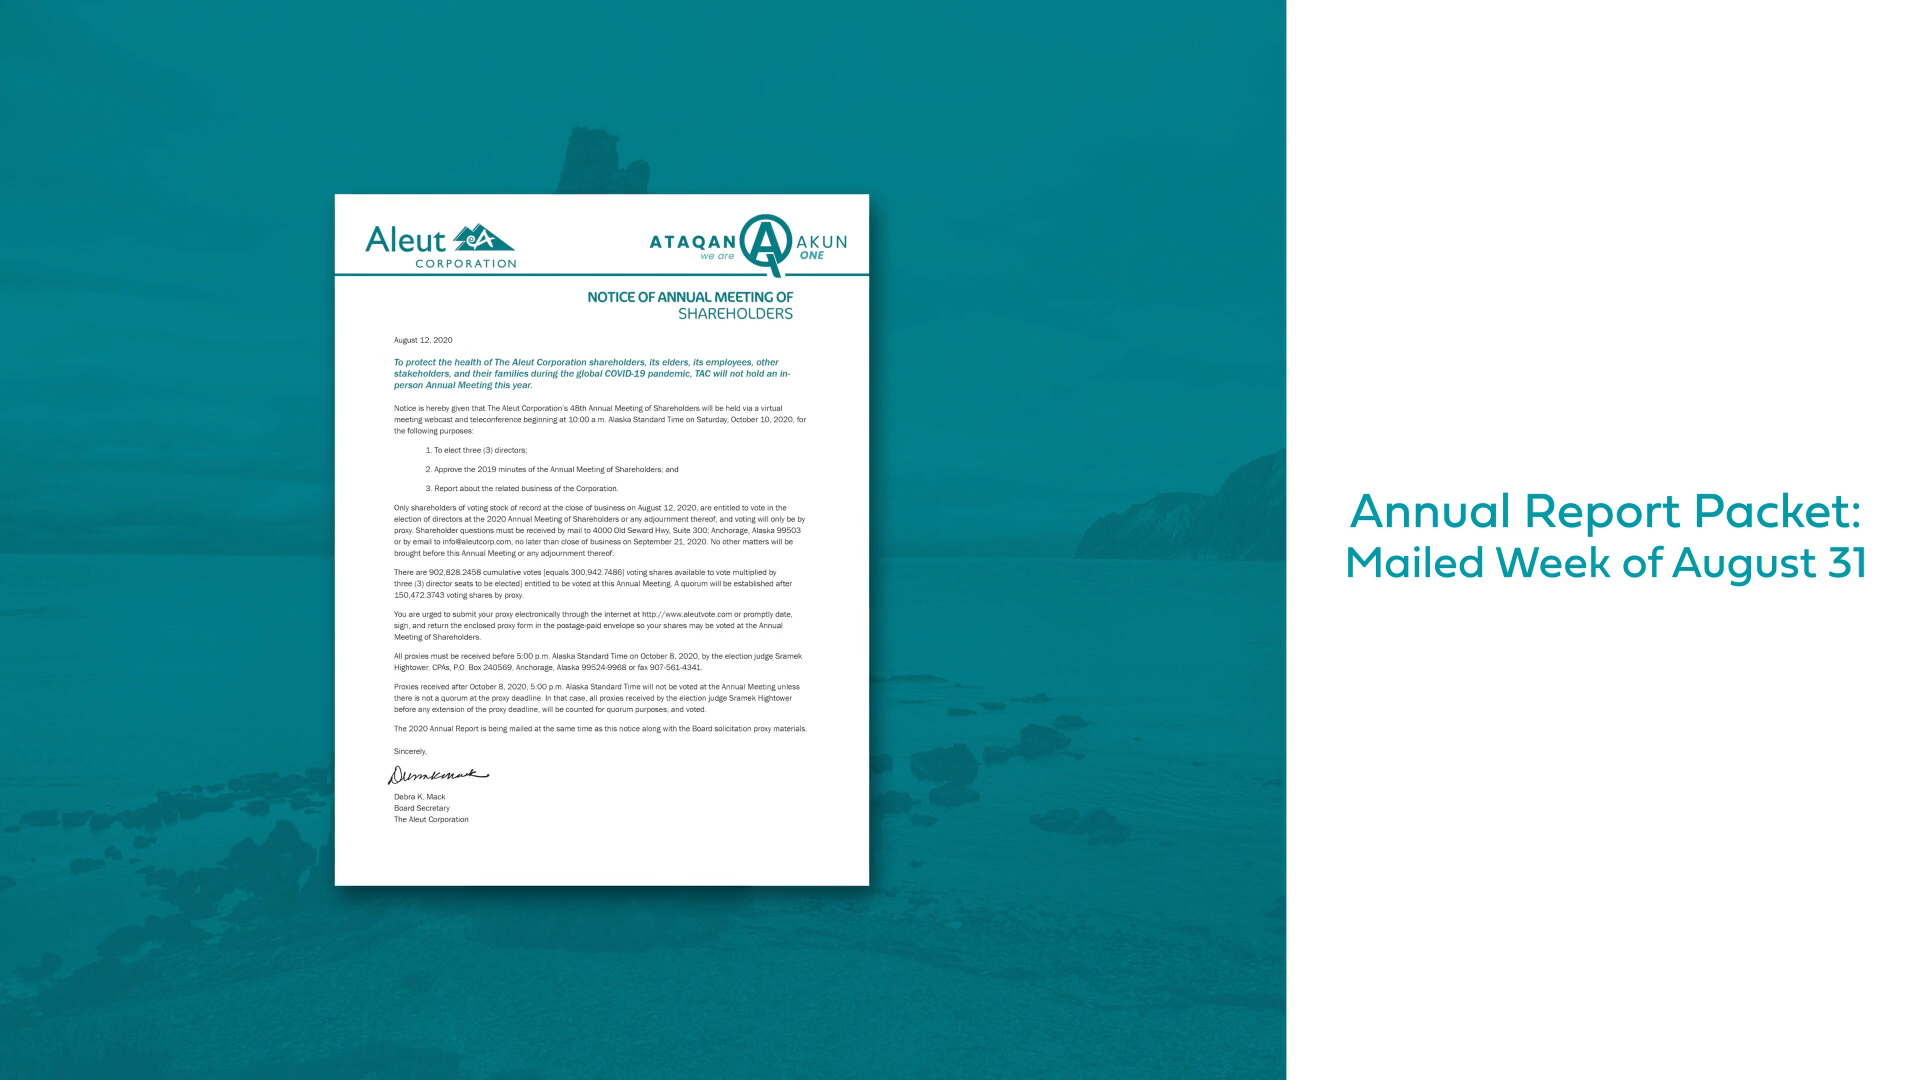 Aleut
CORPORATION
ATAQAN AKUN
we are ONE
NOTICE OF ANNUAL MEETING OF
SHAREHOLDERS
August 12, 2020
To protect the health of The Aleut Corporation shareholders, its elders, its employees, other
stakeholders, and their families during the global COVID-19 pandemic, TAC will not hold an in-
person Annual Meeting this year.
Notice is hereby given that The Aleut Corporation's 48th Annual Meeting of Shareholders will be held via a virtual
meeting webcast and teleconference beginning at 10:00 a.m. Alaska Standard Time on Saturday, October 10, 2020, for
the following purposes:
1. To elect three (3) directors;
2. Approve the 2019 minutes of the Annual Meeting of Shareholders; and
3. Report about the related business of the Corporation.
Only shareholders of voting stock of record at the close of business on August 12, 2020, are entitled to vote in the
election of directors at the 2020 Annual Meeting of Shareholders or any adjournment thereof, and voting will only be by
proxy. Shareholder questions must be received by mail to 4000 Old Seward Hwy, Suite 300; Anchorage, Alaska 99503
or by email to info@aleutcorp.com, no later than close of business on September 21, 2020. No other matters will be
brought before this Annual Meeting or any adjournment thereof.
There are 902,828.2458 cumulative votes [equals 300,942.7486] voting shares available to vote multiplied by
three (3) director seats to be elected] entitled to be voted at this Annual Meeting. A quorum will be established after
150,472.3743 voting shares by proxy.
You are urged to submit your proxy electronically through the internet at http://www.aleutvote.com or promptly date,
sign, and return the enclosed proxy form in the postage-paid envelope so your shares may be voted at the Annual
Meeting of Shareholders.
All proxies must be received before 5:00 p.m. Alaska Standard Time on October 8, 2020, by the election judge Sramek
Hightower, CPAs, P.O. Box 240569, Anchorage, Alaska 99524-9968 or fax 907-561-4341.
Proxies received after October 8, 2020, 5:00 p.m. Alaska Standard Time will not be voted at the Annual Meeting unless
there is not a quorum at the proxy deadline. In that case, all proxies received by the election judge Sramek Hightower
before any extension of the proxy deadline, will be counted for quorum purposes, and voted.
The 2020 Annual Report is being mailed at the same time as this notice along with the Board solicitation proxy materials.
Sincerely,
Debra K. Mack
Board Secretary
The Aleut Corporation
Annual Report Packet:
Mailed Week of August 31